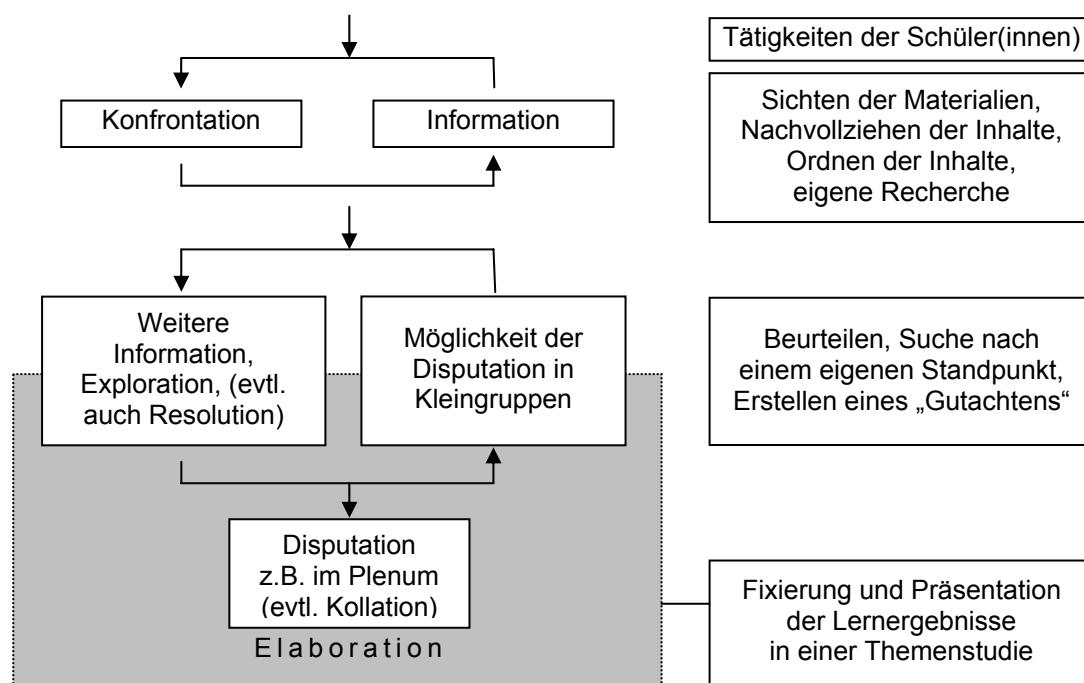 Tätigkeiten der Schüler(innen)
Konfrontation
Information
Sichten der Materialien,
Nachvollziehen der Inhalte,
Ordnen der Inhalte,
eigene Recherche
Weitere
Information,
Exploration, (evtl.
auch Resolution)
Möglichkeit der
Disputation in
Kleingruppen
Beurteilen, Suche nach
einem eigenen Standpunkt,
Erstellen eines „Gutachtens“
Disputation
z.B. im Plenum
(evtl. Kollation)
Elaboration
Fixierung und Präsentation
der Lernergebnisse
in einer Themenstudie